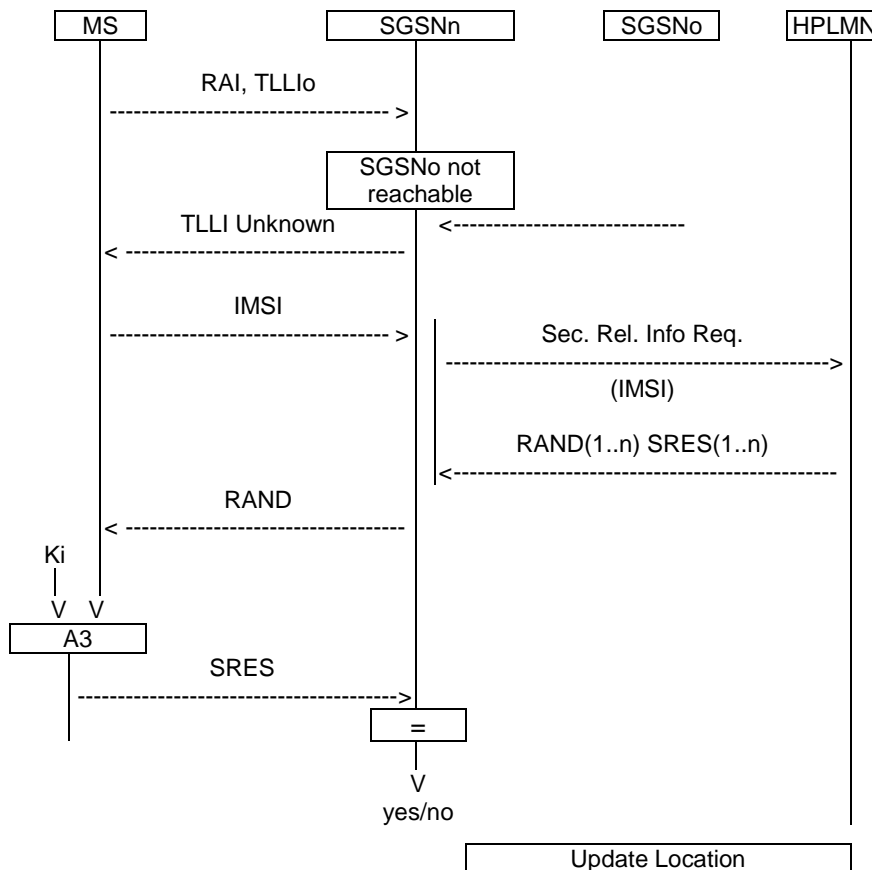 MS SGSNn SGSNo HPLMN
RAI, TLLIo
SGSNo not
reachable
TLLI Unknown
IMSI
Sec. Rel. Info Req.
(IMSI)
RAND(1..n) SRES(1..n)
RAND
Ki
V V
A3
SRES
=
V
yes/no
Update Location